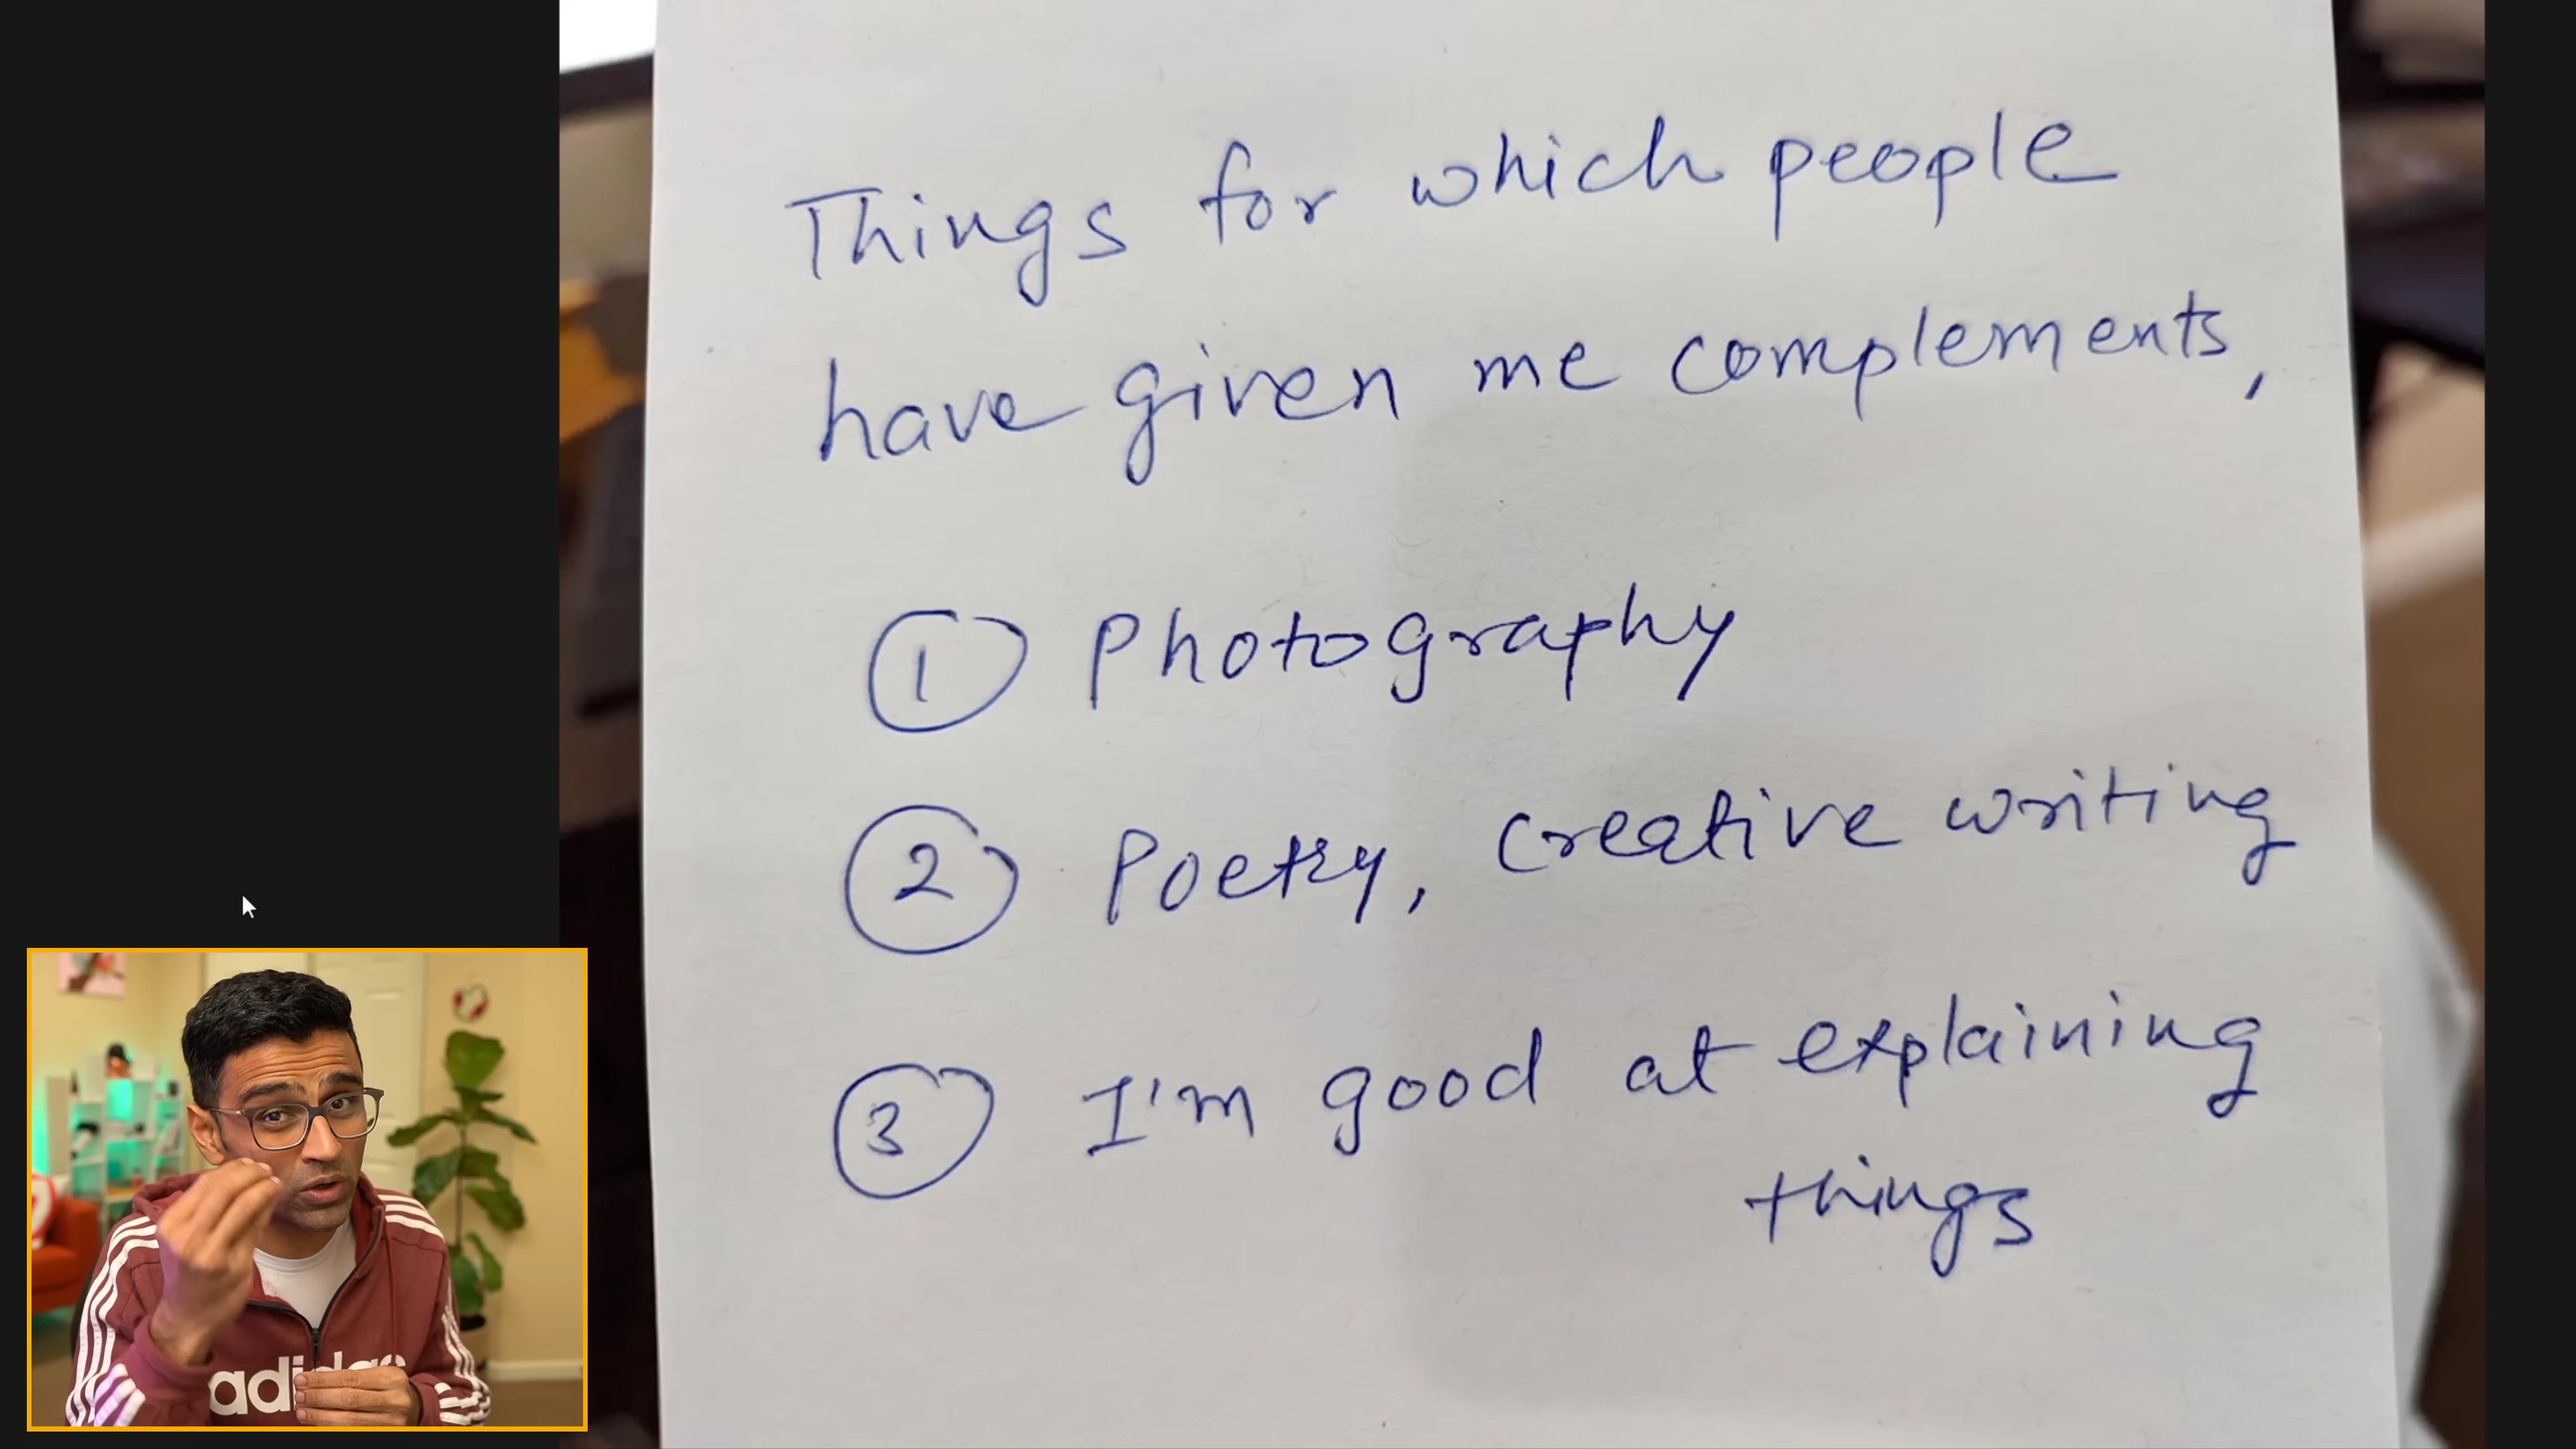 Things for which people
have given me complements,
1 Photography
2 Poetry, creative writing
3 I'm good at explaining
things
adidas